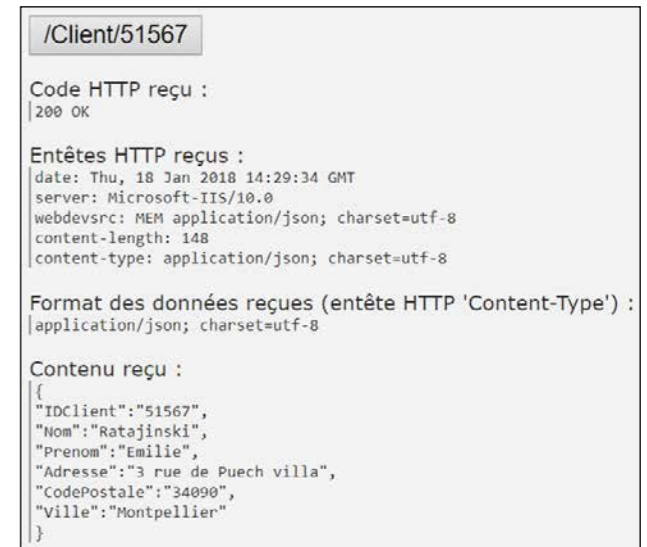 /Client/51567
Code HTTP reçu :
200 OK
Entêtes HTTP reçus :
date: Thu, 18 Jan 2018 14:29:34 GMT
server: Microsoft-IIS/10.0
webdevsrc: MEM application/json; charset=utf-8
content-length: 148
content-type: application/json; charset=utf-8
Format des données reçues (entête HTTP 'Content-Type') :
application/json; charset=utf-8
Contenu reçu :
{
"IDClient":"51567",
"Nom":"Ratajinski",
"Prenom":"Emilie",
"Adresse":"3 rue de Puech villa",
"CodePostale":"34090",
"Ville":"Montpellier"
}